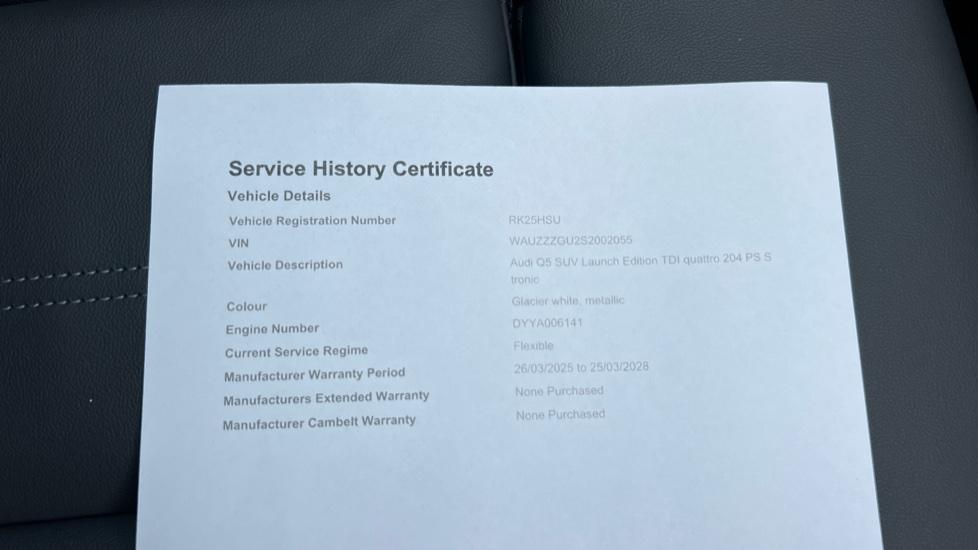 Service History Certificate
Vehicle Details
Vehicle Registration Number RK25HSU
VIN WAUZZZGU2S2002055
Vehicle Description Audi Q5 SUV Launch Edition TDI quattro 204 PS S
tronic
Colour Glacier white, metallic
Engine Number DYYA006141
Current Service Regime Flexible
Manufacturer Warranty Period 26/03/2025 to 25/03/2028
Manufacturers Extended Warranty None Purchased
Manufacturer Cambelt Warranty None Purchased